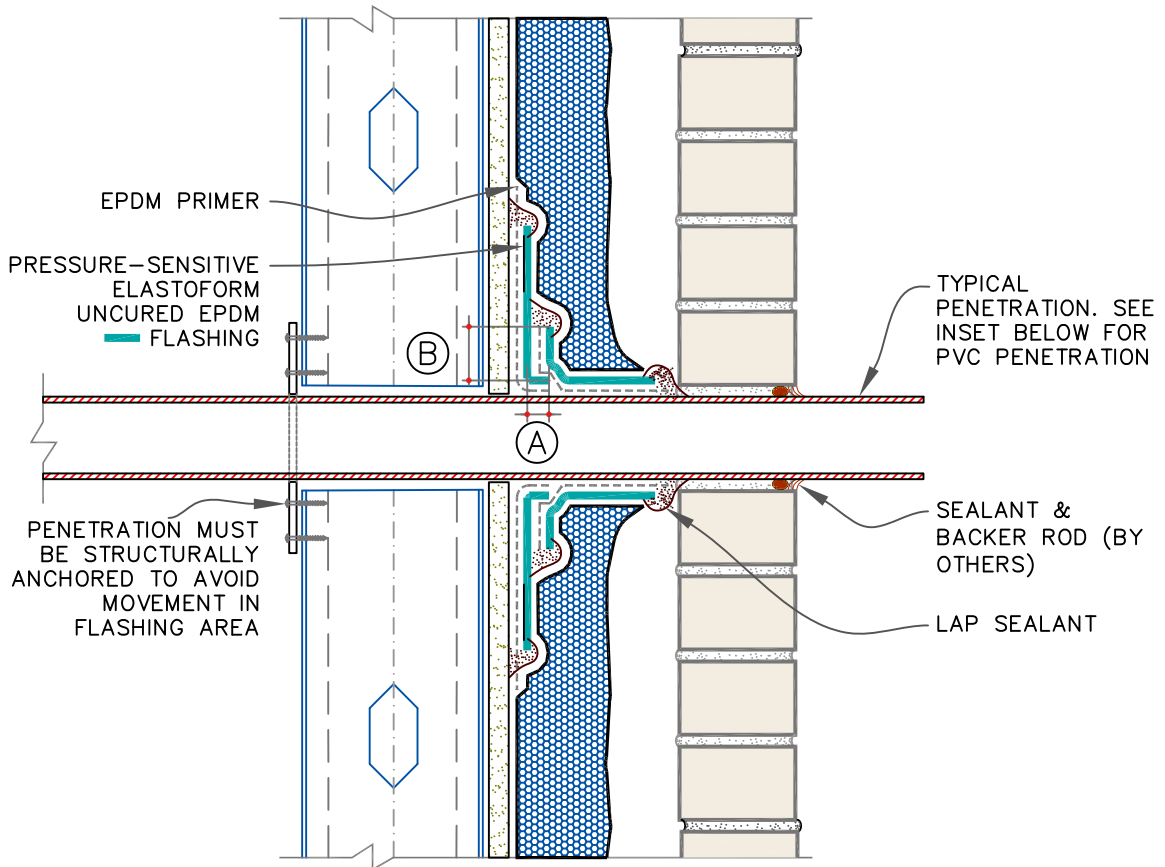 EPDM PRIMER
PRESSURE-SENSITIVE
ELASTOFORM
UNCURED EPDM
FLASHING
B
A
TYPICAL
PENETRATION. SEE
INSET BELOW FOR
PVC PENETRATION
PENETRATION MUST
BE STRUCTURALLY
ANCHORED TO AVOID
MOVEMENT IN
FLASHING AREA
SEALANT &
BACKER ROD (BY
OTHERS)
LAP SEALANT